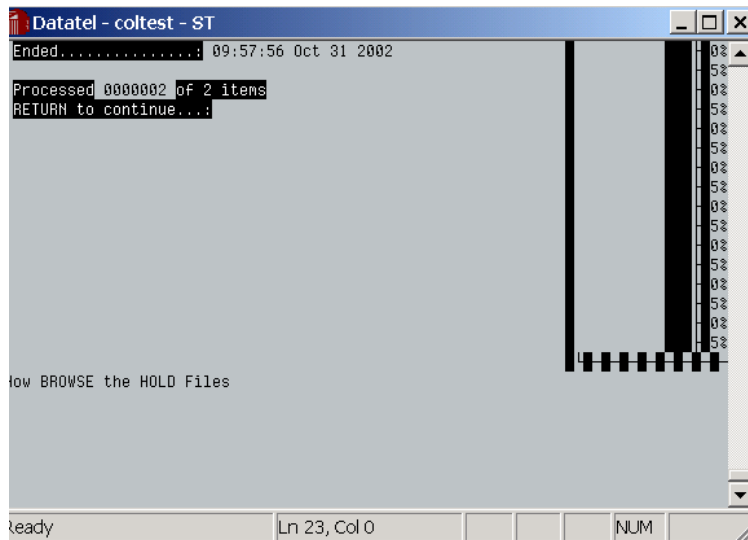 Datatel - coltest - ST
Ended...............: 09:57:56 Oct 31 2002
Processed 0000002 of 2 items
RETURN to continue...:
0%
5%
0%
5%
0%
5%
0%
5%
0%
5%
0%
5%
0%
5%
0%
5%
How BROWSE the HOLD Files
Ready
Ln 23, Col 0
NUM